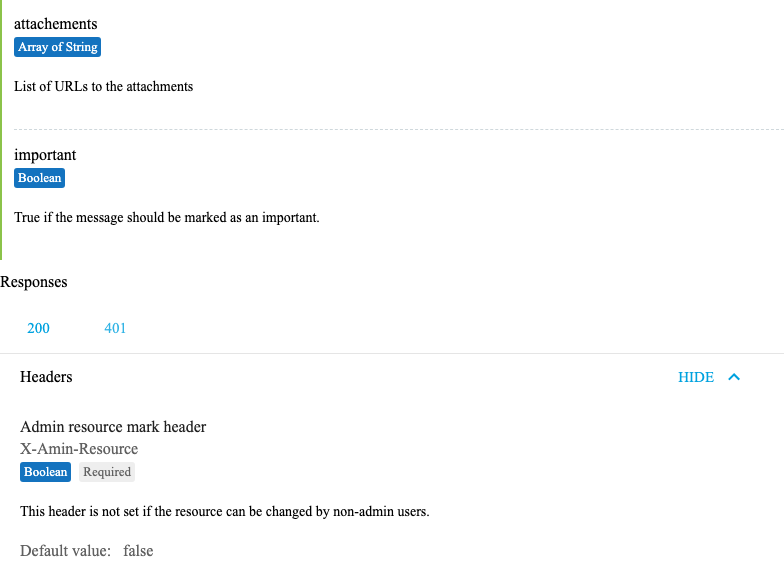 attachements
Array of String
List of URLs to the attachments
important
Boolean
True if the message should be marked as an important.
Responses
200 401
Headers HIDE
Admin resource mark header
X-Amin-Resource
Boolean Required
This header is not set if the resource can be changed by non-admin users.
Default value: false